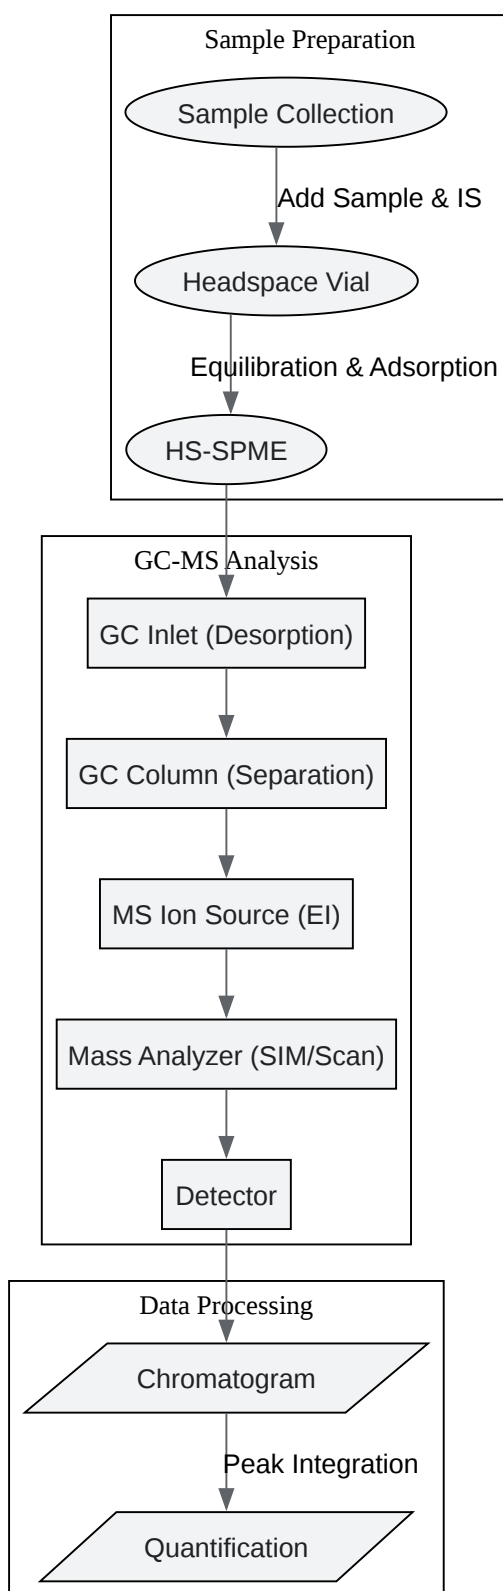 Sample Preparation
Sample Collection
Add Sample & IS
Headspace Vial
Equilibration & Adsorption
HS-SPME
GC-MS Analysis
GC Inlet (Desorption)
GC Column (Separation)
MS Ion Source (EI)
Mass Analyzer (SIM/Scan)
Detector
Data Processing
Chromatogram
Peak Integration
Quantification